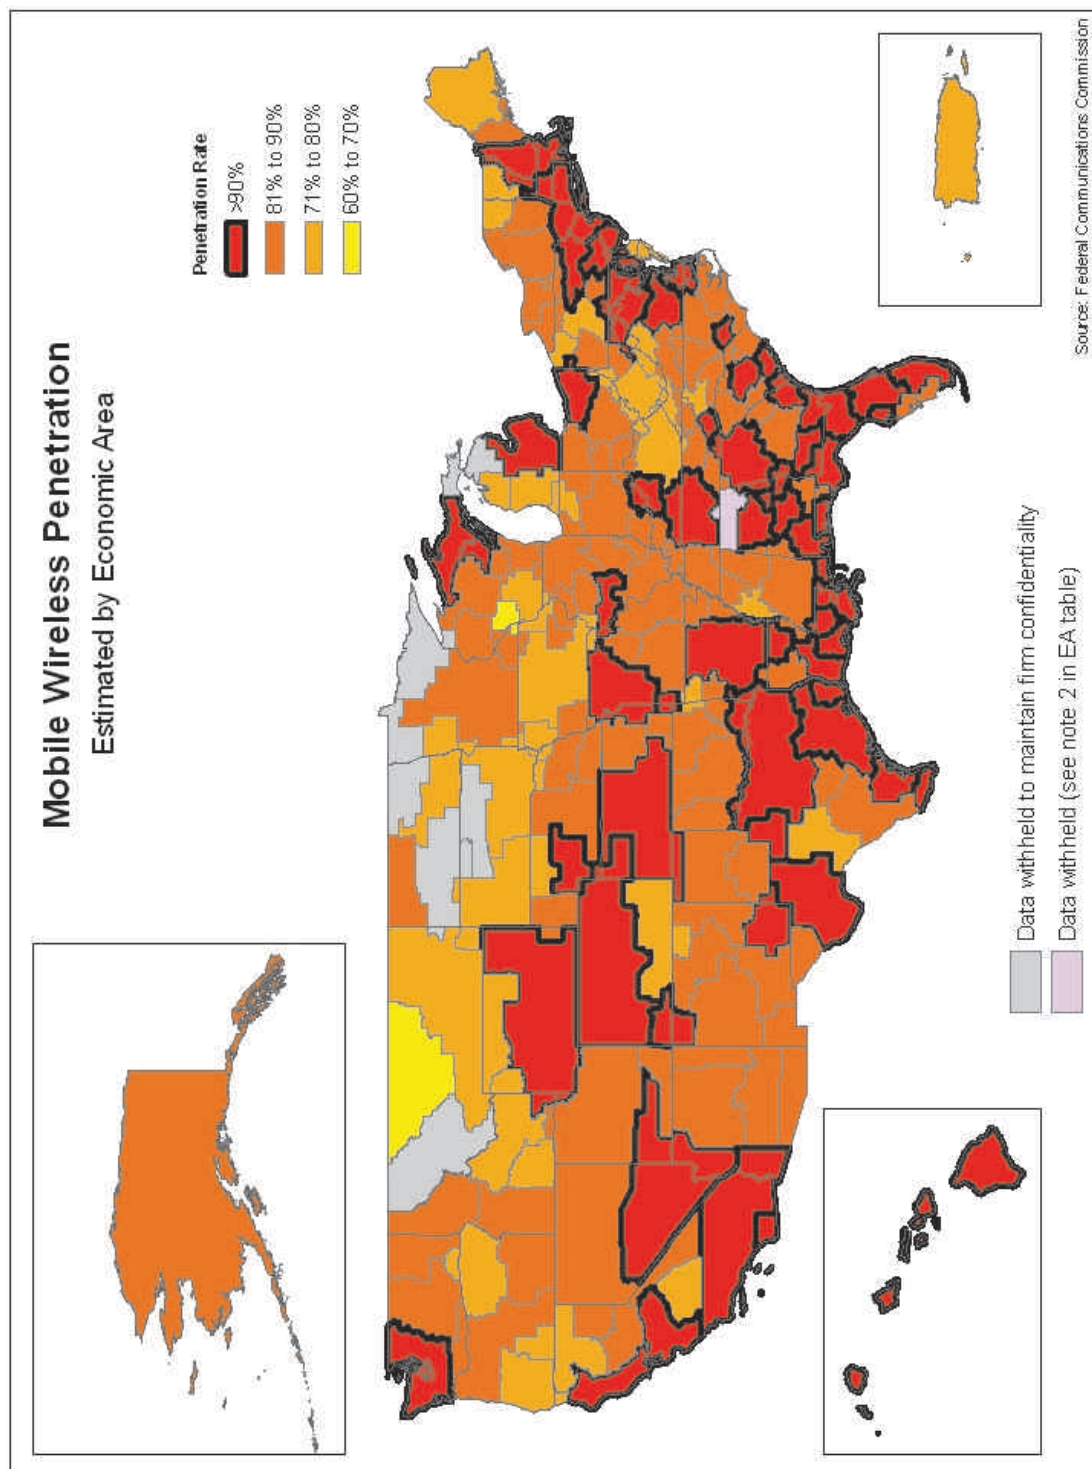 Mobile Wireless Penetration
Estimated by Economic Area
Penetration Rate
>90%
81% to 90%
71% to 80%
60% to 70%
Data withheld to maintain firm confidentiality
Data withheld (see note 2 in EA table)
Source: Federal Communications Commission